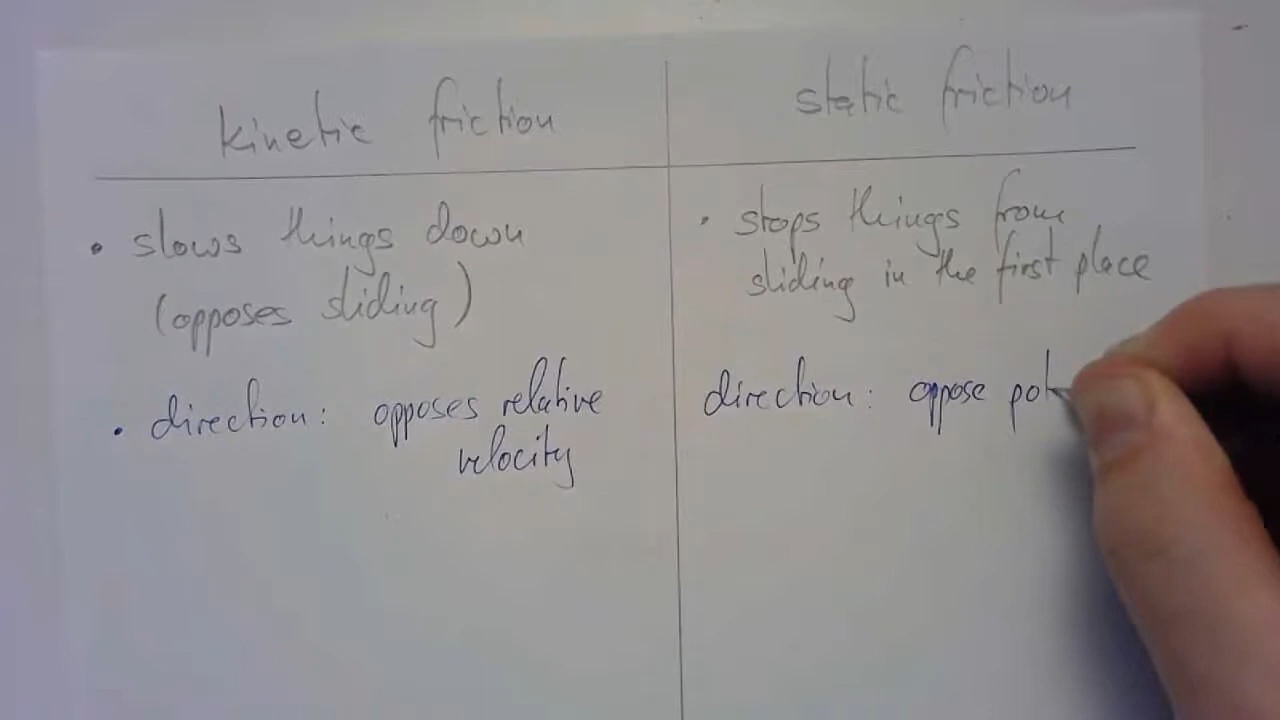 kinetic friction
static friction
• slows things down
(opposes sliding)
• direction: opposes relative
velocity
• stops things from
sliding in the first place
direction: oppose